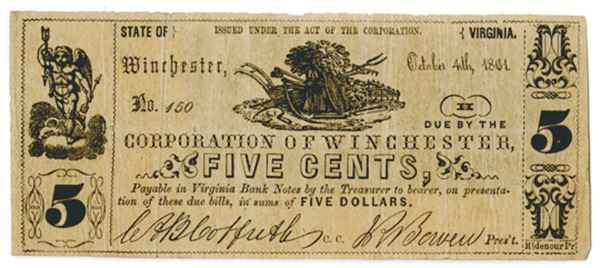 STATE OF
ISSUED UNDER THE ACT OF THE CORPORATION.
VIRGINIA.
Winchester,
October 4th, 1861.
No. 150
DUE BY THE
CORPORATION OF WINCHESTER,
FIVE CENTS,
5
5
Payable in Virginia Bank Notes by the Treasurer to bearer, on presenta-
tion of these due bills, in sums of FIVE DOLLARS.
C.C.
Pres't.
Ridenour Pr.